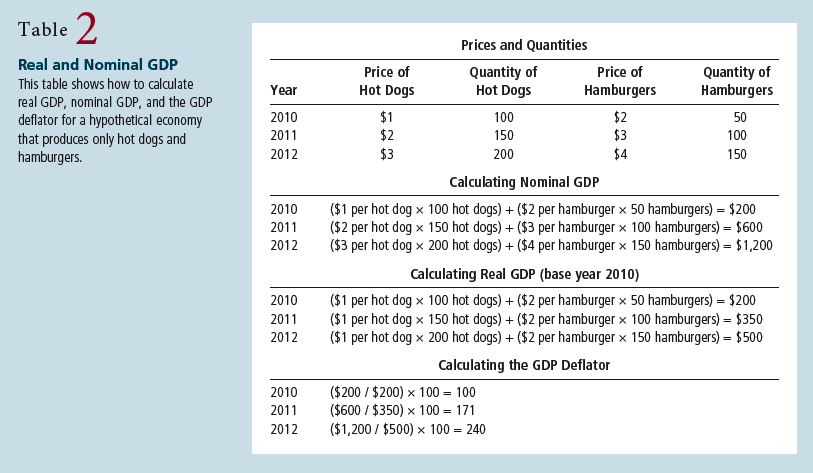 Table 2
Real and Nominal GDP
This table shows how to calculate
real GDP, nominal GDP, and the GDP
deflator for a hypothetical economy
that produces only hot dogs and
hamburgers.
Prices and Quantities
Price of Quantity of Price of Quantity of
Year Hot Dogs Hot Dogs Hamburgers Hamburgers
2010 $1 100 $2 50
2011 $2 150 $3 100
2012 $3 200 $4 150
Calculating Nominal GDP
2010 ($1 per hot dog × 100 hot dogs) + ($2 per hamburger × 50 hamburgers) = $200
2011 ($2 per hot dog × 150 hot dogs) + ($3 per hamburger × 100 hamburgers) = $600
2012 ($3 per hot dog × 200 hot dogs) + ($4 per hamburger × 150 hamburgers) = $1,200
Calculating Real GDP (base year 2010)
2010 ($1 per hot dog × 100 hot dogs) + ($2 per hamburger × 50 hamburgers) = $200
2011 ($1 per hot dog × 150 hot dogs) + ($2 per hamburger × 100 hamburgers) = $350
2012 ($1 per hot dog × 200 hot dogs) + ($2 per hamburger × 150 hamburgers) = $500
Calculating the GDP Deflator
2010 ($200 / $200) × 100 = 100
2011 ($600 / $350) × 100 = 171
2012 ($1,200 / $500) × 100 = 240